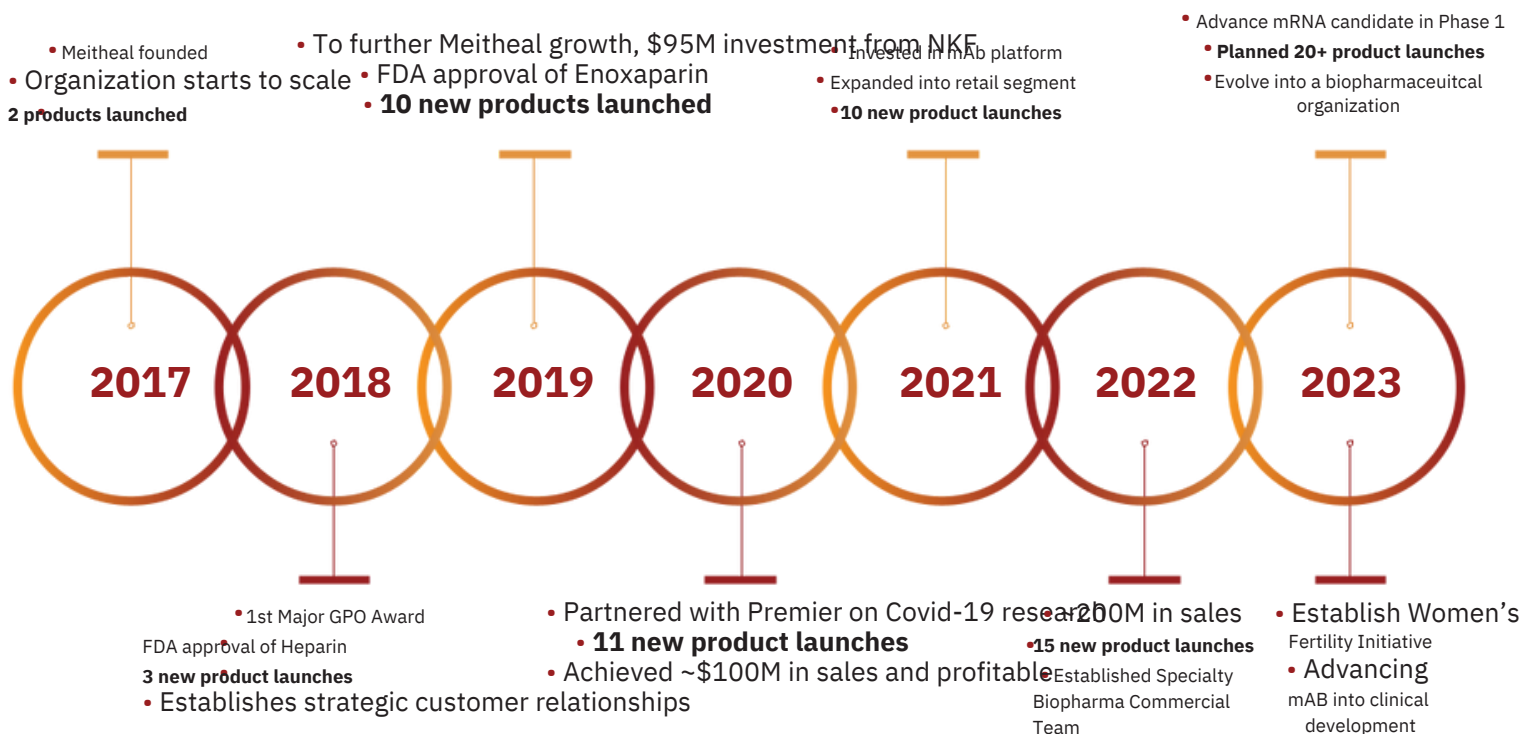 • Meitheal founded
• Organization starts to scale
• 2 products launched
• To further Meitheal growth, $95M investment from NKF
• FDA approval of Enoxaparin
• 10 new products launched
• Invested in mAb platform
• Expanded into retail segment
• 10 new product launches
• Advance mRNA candidate in Phase 1
• Planned 20+ product launches
• Evolve into a biopharmaceuitcal
organization
2017
2018
2019
2020
2021
2022
2023
• 1st Major GPO Award
• FDA approval of Heparin
• 3 new product launches
• Establishes strategic customer relationships
• Partnered with Premier on Covid-19 research
• 11 new product launches
• Achieved ~$100M in sales and profitable
• ~200M in sales
• 15 new product launches
• Established Specialty
Biopharma Commercial
Team
• Establish Women’s
Fertility Initiative
• Advancing
mAB into clinical
development